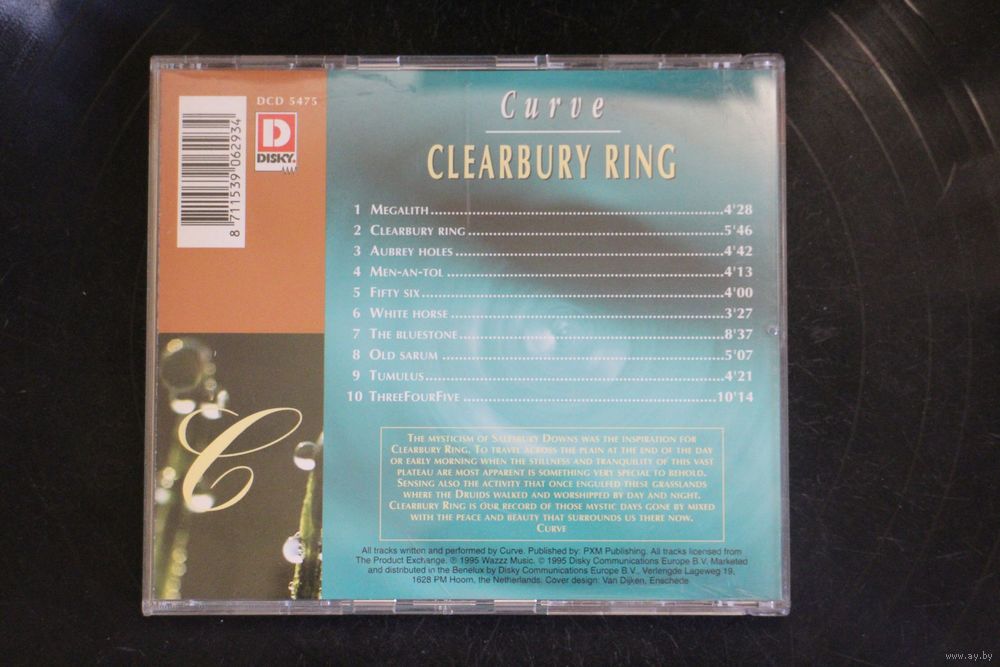 DCD 5475
DISKY.
8 711539 062934
Curve
CLEARBURY RING
1 MEGALITH 4'28
2 CLEARBURY RING 5'46
3 AUBREY HOLES 4'42
4 MEN-AN-TOL 4'13
5 FIFTY SIX 4'00
6 WHITE HORSE 3'27
7 THE BLUESTONE 8'37
8 OLD SARUM 5'07
9 TUMULUS 4'21
10 THREEFOURFIVE 10'14
THE MYSTICISM OF SALISBURY DOWNS WAS THE INSPIRATION FOR
CLEARBURY RING. TO TRAVEL ACROSS THE PLAIN AT THE END OF THE DAY
OR EARLY MORNING WHEN THE STILLNESS AND TRANQUILITY OF THIS VAST
PLATEAU ARE MOST APPARENT IS SOMETHING VERY SPECIAL TO BEHOLD.
SENSING ALSO THE ACTIVITY THAT ONCE ENGULFED THESE GRASSLANDS
WHERE THE DRUIDS WALKED AND WORSHIPPED BY DAY AND NIGHT.
CLEARBURY RING IS OUR RECORD OF THOSE MYSTIC DAYS GONE BY MIXED
WITH THE PEACE AND BEAUTY THAT SURROUNDS US THERE NOW.
CURVE
C
All tracks written and performed by Curve. Published by: PXM Publishing. All tracks licensed from
The Product Exchange. ℗ 1995 Wazzz Music. © 1995 Disky Communications Europe B.V. Marketed
and distributed in the Benelux by Disky Communications Europe B.V., Verlengde Lageweg 19,
1628 PM Hoorn, the Netherlands. Cover design: Van Dijken, Enschede
www.ay.by